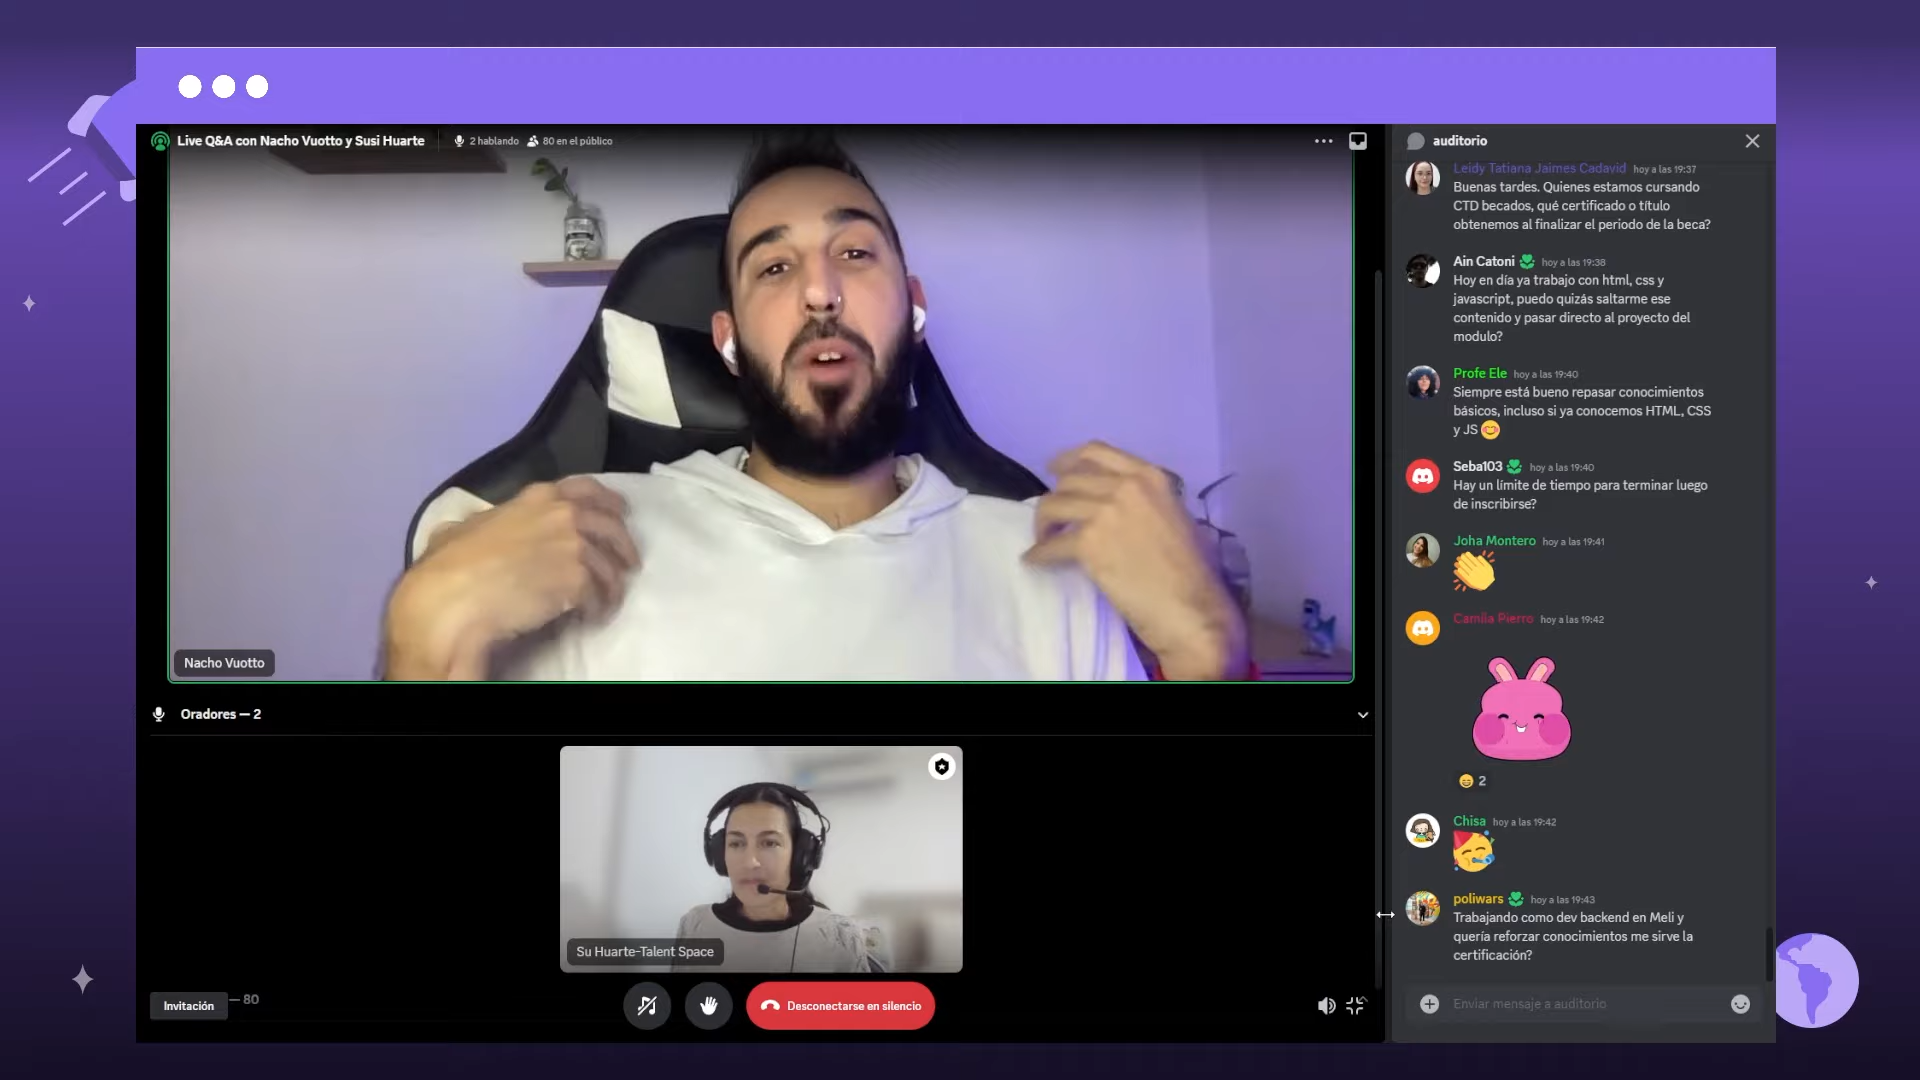 Live Q&A con Nacho Vuotto y Susi Huarte
2 hablando
80 en el público
Nacho Vuotto
Oradores — 2
Su Huarte-Talent Space
Invitación
— 80
Desconectarse en silencio
auditorio
Leidy Tatiana Jaimes Cadavid hoy a las 19:37
Buenas tardes. Quienes estamos cursando
CTD becados, qué certificado o título
obtenemos al finalizar el periodo de la beca?
Ain Catoni hoy a las 19:38
Hoy en día ya trabajo con html, css y
javascript, puedo quizás saltarme ese
contenido y pasar directo al proyecto del
modulo?
Profe Ele hoy a las 19:40
Siempre está bueno repasar conocimientos
básicos, incluso si ya conocemos HTML, CSS
y JS
Seba103 hoy a las 19:40
Hay un límite de tiempo para terminar luego
de inscribirse?
Joha Montero hoy a las 19:41
Camila Pierro hoy a las 19:42
2
Chisa hoy a las 19:42
poliwars hoy a las 19:43
Trabajando como dev backend en Meli y
quería reforzar conocimientos me sirve la
certificación?
Enviar mensaje a auditorio